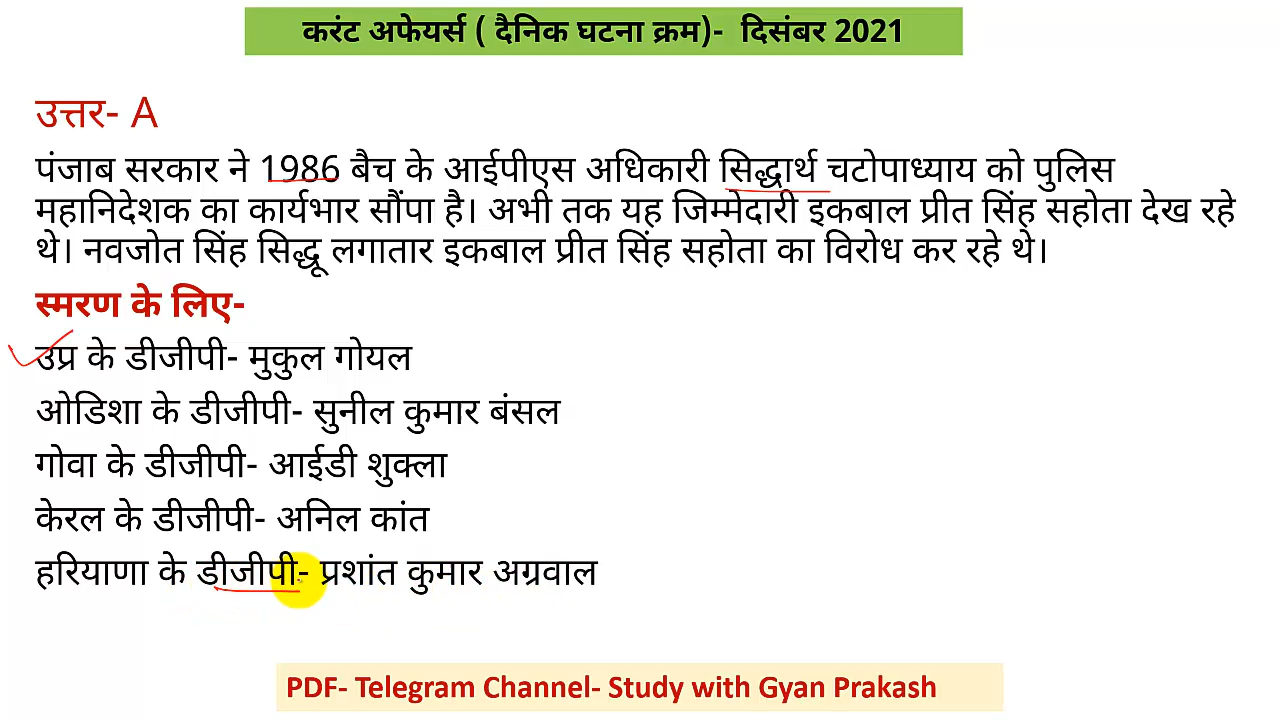 करंट अफेयर्स ( दैनिक घटना क्रम)- दिसंबर 2021
उत्तर- A
पंजाब सरकार ने 1986 बैच के आईपीएस अधिकारी सिद्धार्थ चटोपाध्याय को पुलिस
महानिदेशक का कार्यभार सौंपा है। अभी तक यह जिम्मेदारी इकबाल प्रीत सिंह सहोता देख रहे
थे। नवजोत सिंह सिद्धू लगातार इकबाल प्रीत सिंह सहोता का विरोध कर रहे थे।
स्मरण के लिए-
उप्र के डीजीपी- मुकुल गोयल
ओडिशा के डीजीपी- सुनील कुमार बंसल
गोवा के डीजीपी- आईडी शुक्ला
केरल के डीजीपी- अनिल कांत
हरियाणा के डीजीपी- प्रशांत कुमार अग्रवाल
PDF- Telegram Channel- Study with Gyan Prakash